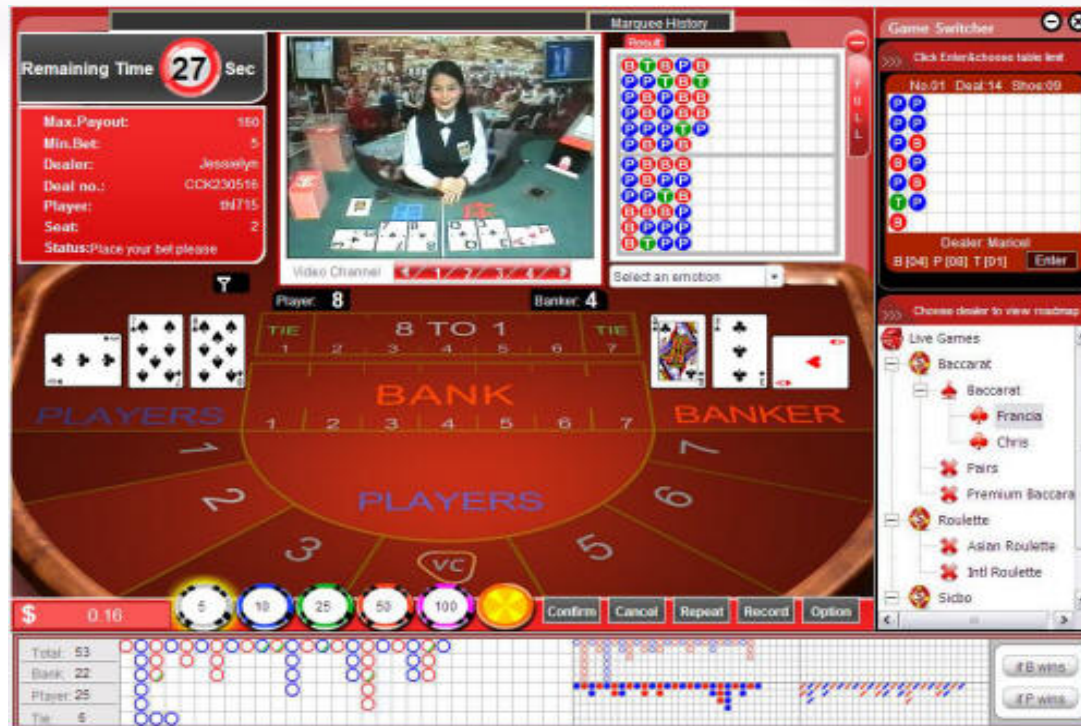 Marquee History
Remaining Time 27 Sec
Max.Payout: 150
Min.Bet: 5
Dealer: Jesselyn
Deal no.: CCK230516
Player: thl715
Seat: 2
Status:Place your bet please
Video Channel 1 2 3 4
Result
B T B P B
P P T B T
P B P B B
B P B B B
P P P T P
P B P B
P B B P
P B P P
P P T B
B B B P
P P P P
B T P P
FULL
Select an emotion
Player: 8
Banker: 4
TIE 8 TO 1 TIE
1 2 3 4 5 6 7
BANK
PLAYERS BANKER
1 2 3 4 5 6 7
PLAYERS
1 2 3 5 6 7
VC
$ 0.16
5 10 25 50 100
Confirm Cancel Repeat Record Option
Total: 53
Bank: 22
Player: 25
Tie: 6
if B wins
if P wins
Game Switcher
Click Enter&choose table limit
No.01 Deal:14 Shoe:09
P P
P P
P B
P B
T P
B
Dealer: Maricel
B [04] P [08] T [01] Enter
Choose dealer to view roadmap
Live Games
Baccarat
Baccarat
Francia
Chris
Pairs
Premium Baccara
Roulette
Asian Roulette
Intl Roulette
Sicbo